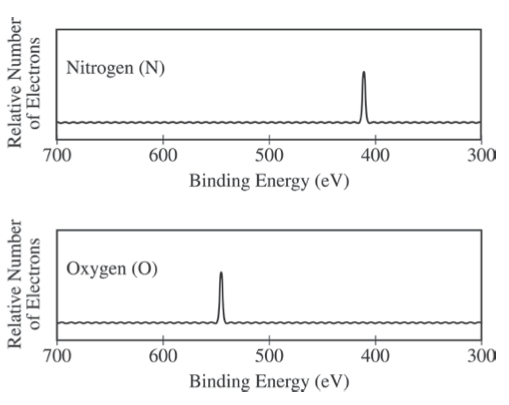 Relative Number
of Electrons
Nitrogen (N)
700 600 500 400 300
Binding Energy (eV)
Relative Number
of Electrons
Oxygen (O)
700 600 500 400 300
Binding Energy (eV)